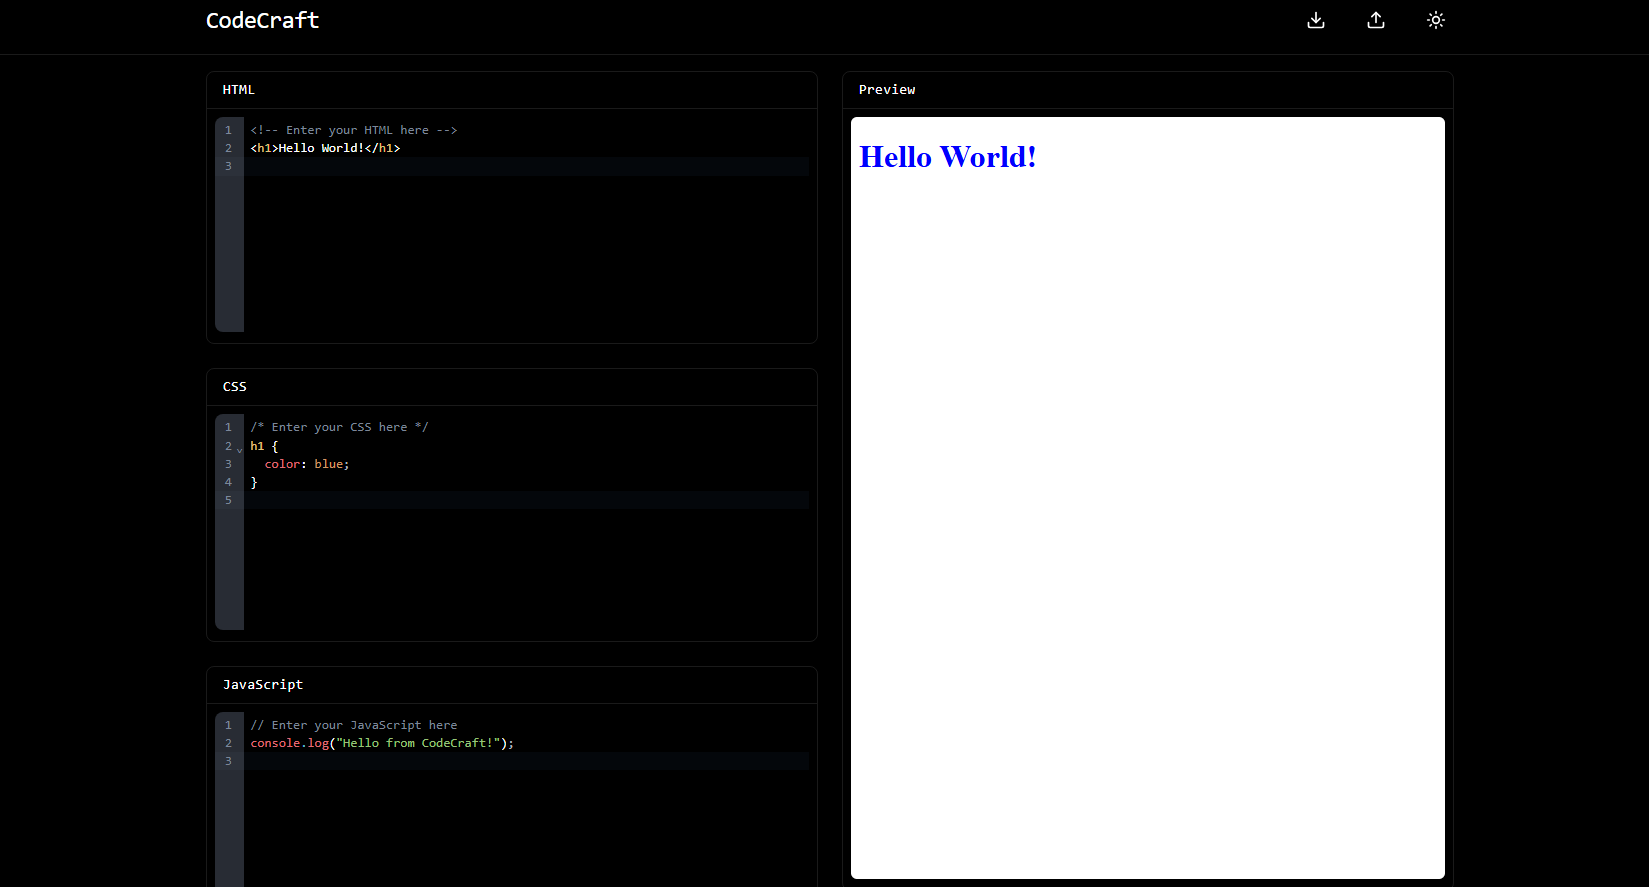 CodeCraft
HTML
1 <!-- Enter your HTML here -->
2 <h1>Hello World!</h1>
3
CSS
1 /* Enter your CSS here */
2 h1 {
3   color: blue;
4 }
5
JavaScript
1 // Enter your JavaScript here
2 console.log("Hello from CodeCraft!");
3
Preview
Hello World!